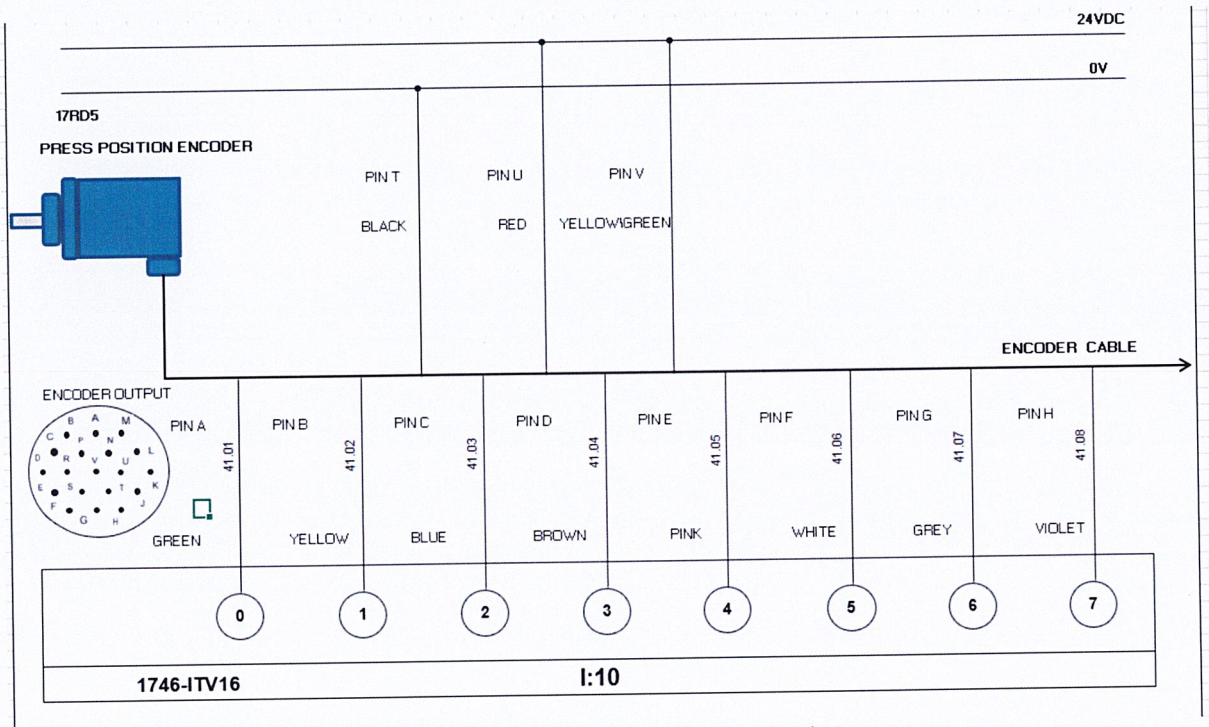 24VDC
0V
17RD5
PRESS POSITION ENCODER
PIN T
PIN U
PIN V
BLACK
RED
YELLOW\GREEN
ENCODER CABLE
ENCODER OUTPUT
PIN A
PIN B
PIN C
PIN D
PIN E
PIN F
PIN G
PIN H
B A M
C P N
D R V U L
E S T K
F J
G H
41.01
41.02
41.03
41.04
41.05
41.06
41.07
41.08
GREEN
YELLOW
BLUE
BROWN
PINK
WHITE
GREY
VIOLET
0 1 2 3 4 5 6 7
1746-ITV16
I:10